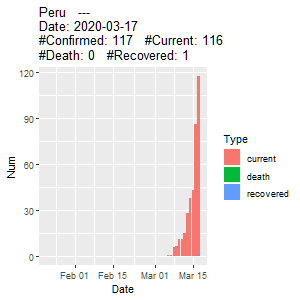 Peru ---
Date: 2020-03-17
#Confirmed: 117 #Current: 116
#Death: 0 #Recovered: 1
120
90
60
30
0
Num
Feb 01 Feb 15 Mar 01 Mar 15
Date
Type
current
death
recovered